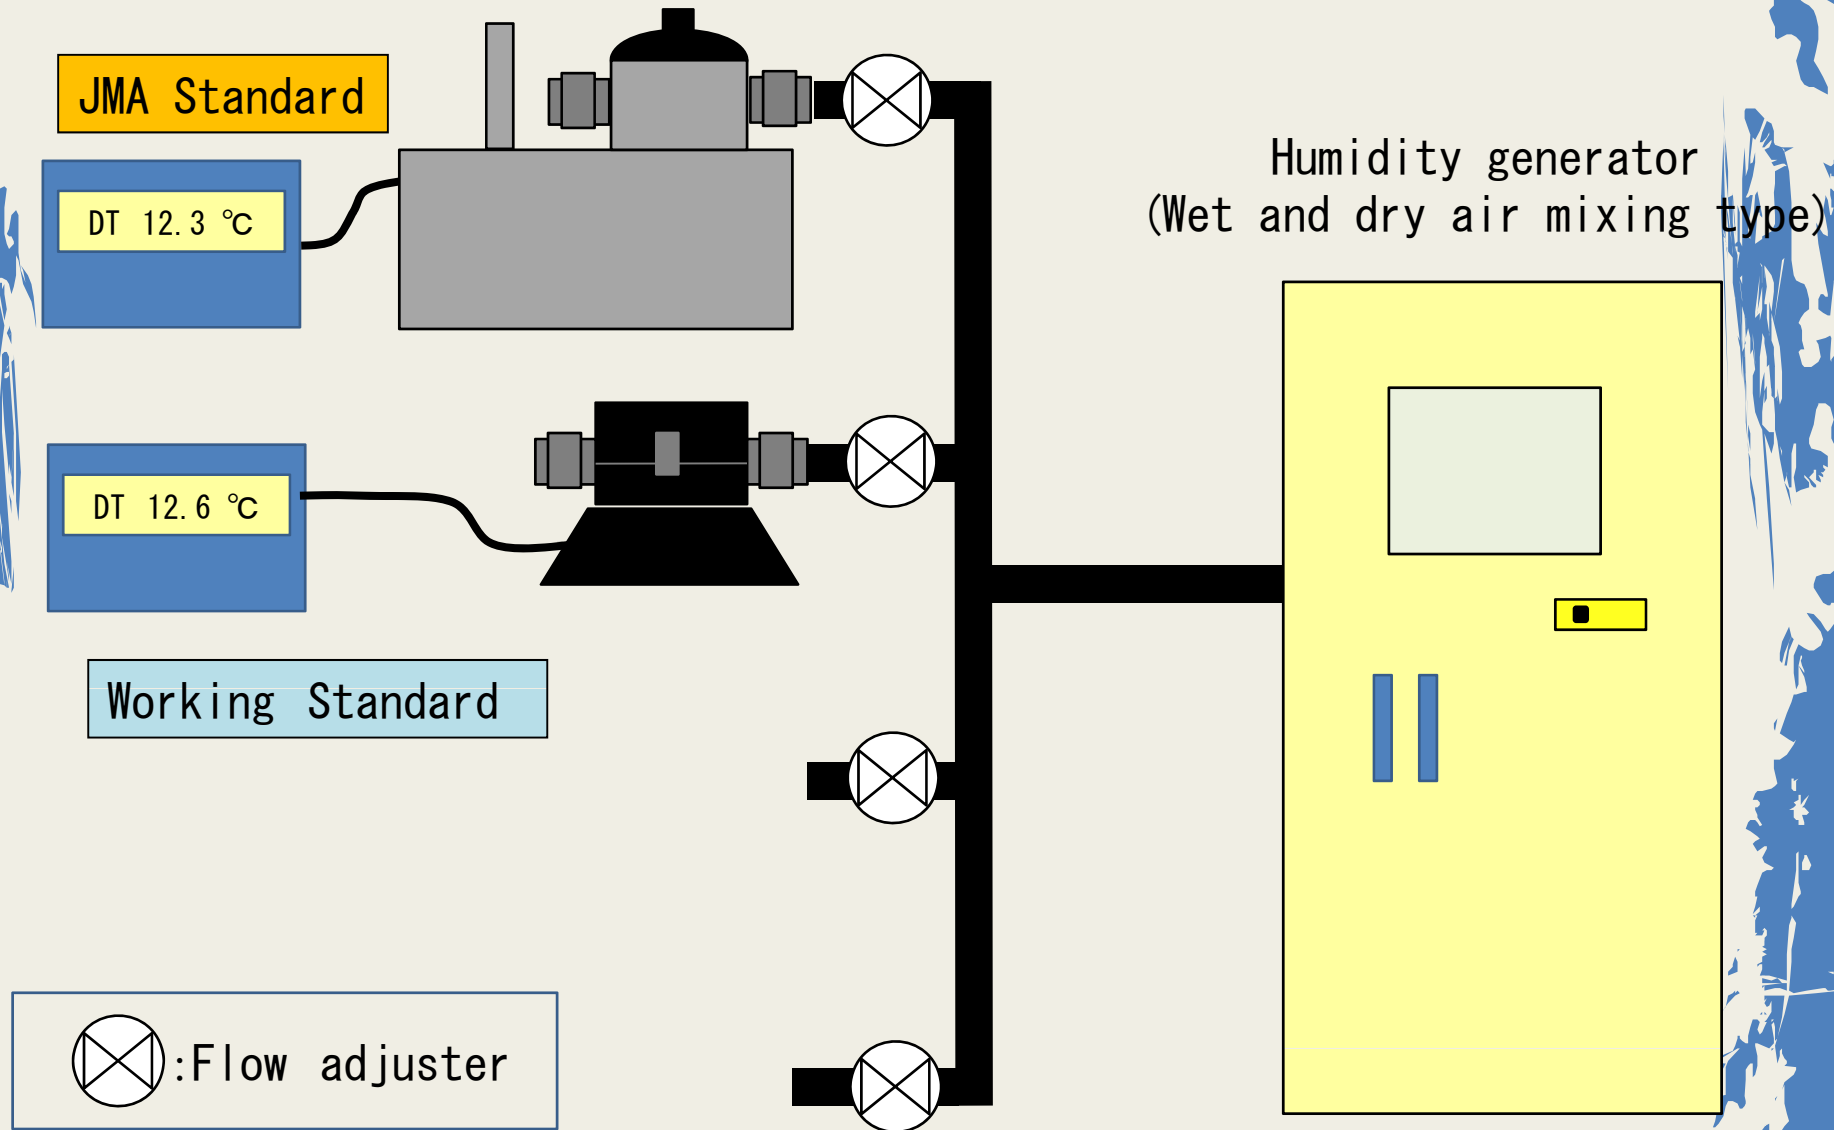 JMA Standard
DT 12.3 ℃
Humidity generator
(Wet and dry air mixing type)
DT 12.6 ℃
Working Standard
:Flow adjuster